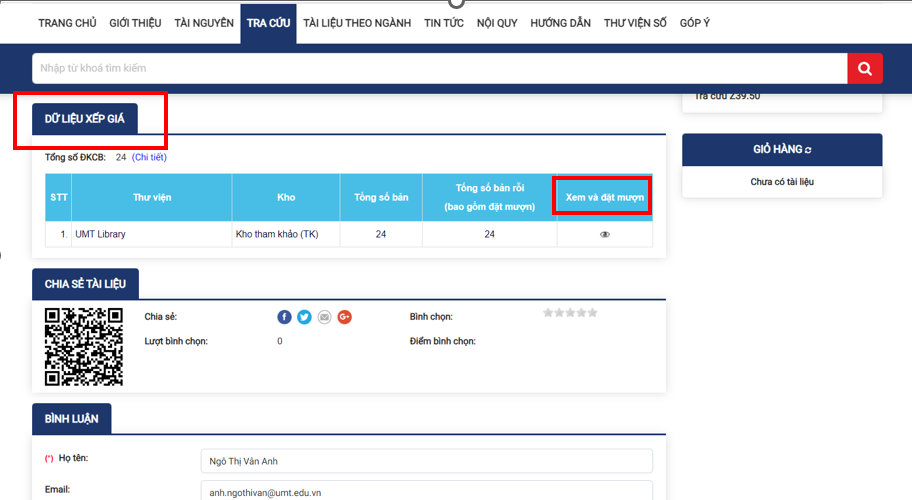 TRANG CHỦ GIỚI THIỆU TÀI NGUYÊN TRA CỨU TÀI LIỆU THEO NGÀNH TIN TỨC NỘI QUY HƯỚNG DẪN THƯ VIỆN SỐ GÓP Ý
Nhập từ khoá tìm kiếm
Tra cứu Z39.50
DỮ LIỆU XẾP GIÁ
Tổng số ĐKCB: 24 (Chi tiết)
STT Thư viện Kho Tổng số bản Tổng số bản rỗi (bao gồm đặt mượn) Xem và đặt mượn
1. UMT Library Kho tham khảo (TK) 24 24
GIỎ HÀNG
Chưa có tài liệu
CHIA SẺ TÀI LIỆU
Chia sẻ: Bình chọn:
Lượt bình chọn: 0 Điểm bình chọn:
BÌNH LUẬN
(*) Họ tên: Ngô Thị Vân Anh
Email: anh.ngothivan@umt.edu.vn